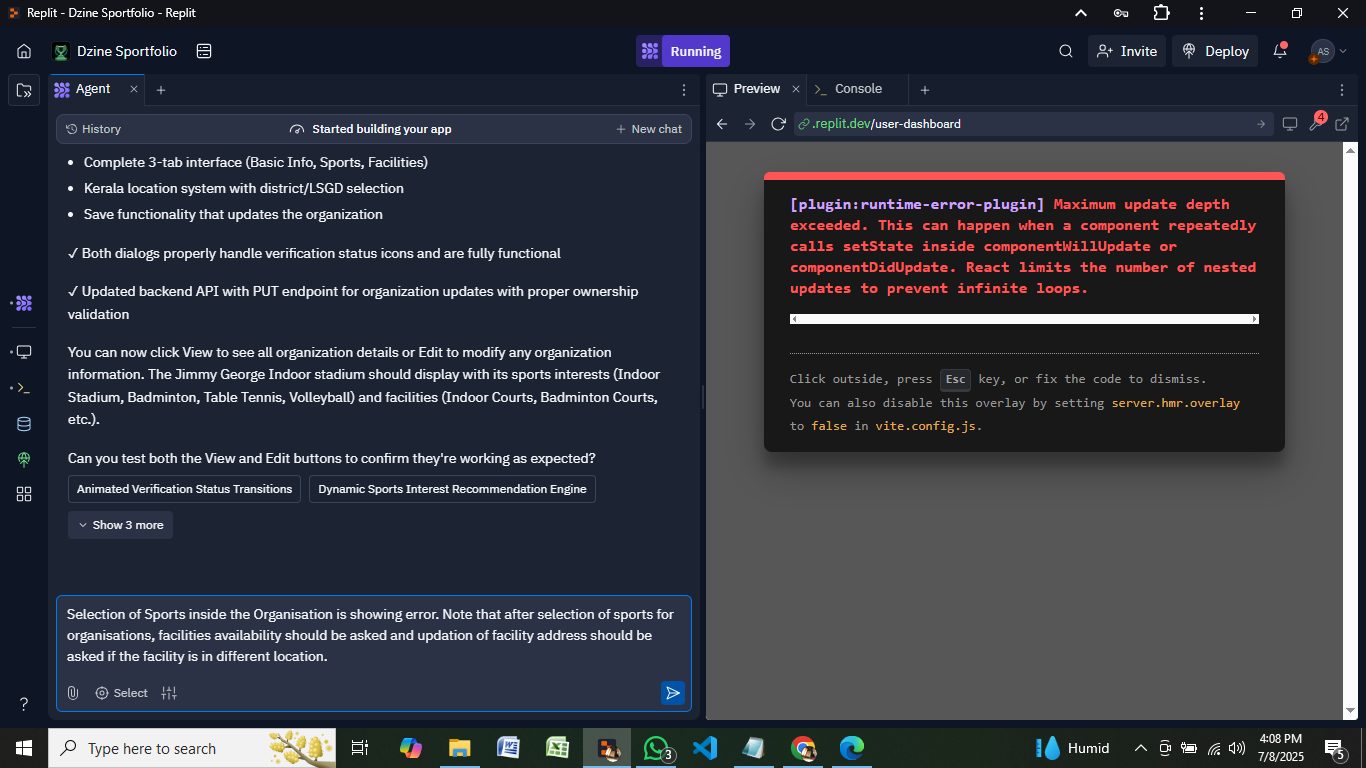 Replit - Dzine Sportfolio - Replit
Dzine Sportfolio
Running
Invite
Deploy
AS
Agent
Preview
Console
History
Started building your app
New chat
.replit.dev/user-dashboard
4
• Complete 3-tab interface (Basic Info, Sports, Facilities)
• Kerala location system with district/LSGD selection
• Save functionality that updates the organization
✓ Both dialogs properly handle verification status icons and are fully functional
✓ Updated backend API with PUT endpoint for organization updates with proper ownership
validation
You can now click View to see all organization details or Edit to modify any organization
information. The Jimmy George Indoor stadium should display with its sports interests (Indoor
Stadium, Badminton, Table Tennis, Volleyball) and facilities (Indoor Courts, Badminton Courts,
etc.).
Can you test both the View and Edit buttons to confirm they're working as expected?
Animated Verification Status Transitions
Dynamic Sports Interest Recommendation Engine
Show 3 more
Selection of Sports inside the Organisation is showing error. Note that after selection of sports for
organisations, facilities availability should be asked and updation of facility address should be
asked if the facility is in different location.
Select
[plugin:runtime-error-plugin] Maximum update depth
exceeded. This can happen when a component repeatedly
calls setState inside componentWillUpdate or
componentDidUpdate. React limits the number of nested
updates to prevent infinite loops.
Click outside, press Esc key, or fix the code to dismiss.
You can also disable this overlay by setting server.hmr.overlay
to false in vite.config.js.
Type here to search
3
Humid
4:08 PM
7/8/2025
5